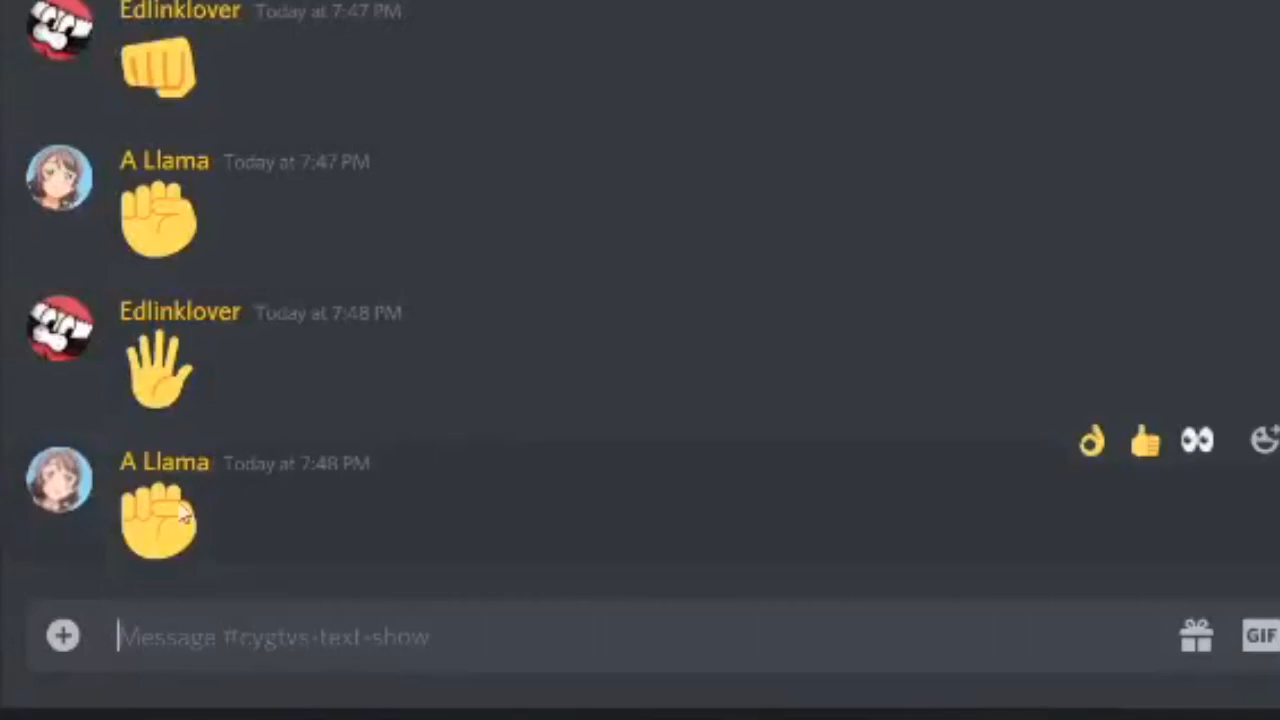 Edlinklover Today at 7:47 PM
A Llama Today at 7:47 PM
Edlinklover Today at 7:48 PM
A Llama Today at 7:48 PM
Message #cygtvs-text-show
GIF